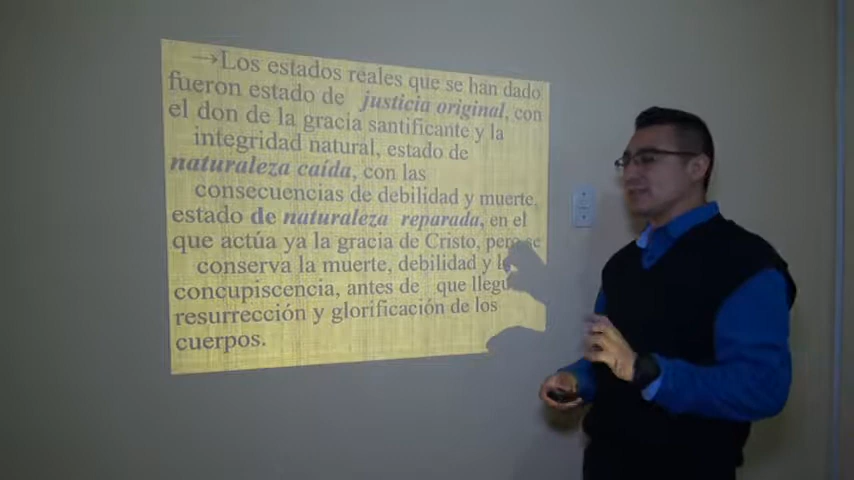 →Los estados reales que se han dado
fueron estado de justicia original, con
el don de la gracia santificante y la
integridad natural, estado de
naturaleza caída, con las
consecuencias de debilidad y muerte,
estado de naturaleza reparada, en el
que actúa ya la gracia de Cristo, pero se
conserva la muerte, debilidad y
concupiscencia, antes de que llegu
resurrección y glorificación de los
cuerpos.